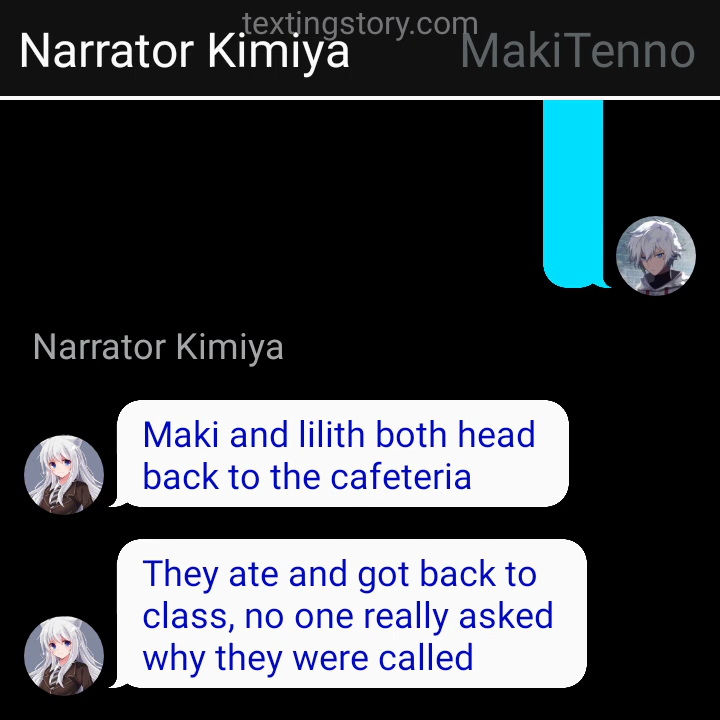 textingstory.com
Narrator Kimiya
MakiTenno
Narrator Kimiya
Maki and lilith both head
back to the cafeteria
They ate and got back to
class, no one really asked
why they were called